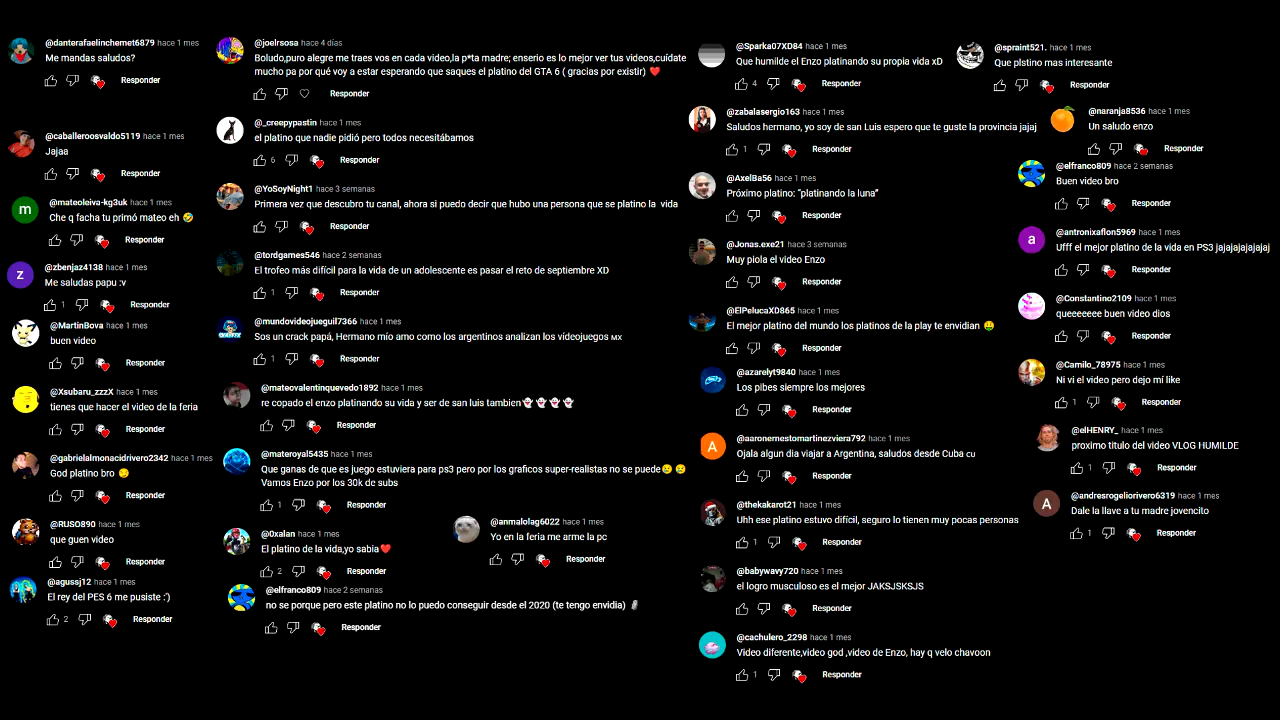 @danterafaelinchemet6879 hace 1 mes
Me mandas saludos?
Responder
@caballeroosvaldo5119 hace 1 mes
Jajaa
Responder
m
@mateoleiva-kg3uk hace 1 mes
Che q facha tu primó mateo eh 🤣
Responder
z
@zbenjaz4138 hace 1 mes
Me saludas papu :v
1 Responder
@MartinBova hace 1 mes
buen video
Responder
@Xsubaru_zzzX hace 1 mes
tienes que hacer el video de la feria
Responder
@gabrielalmonacidrivero2342 hace 1 mes
God platino bro 😏
Responder
@RUSO890 hace 1 mes
que guen video
Responder
@agussj12 hace 1 mes
El rey del PES 6 me pusiste :')
2 Responder
@joelrsosa hace 4 días
Boludo,puro alegre me traes vos en cada video,la p*ta madre; enserio es lo mejor ver tus videos,cuídate
mucho pa por qué voy a estar esperando que saques el platino del GTA 6 ( gracias por existir) ❤️
Responder
@_creepypastin hace 1 mes
el platino que nadie pidió pero todos necesitábamos
6 Responder
@YoSoyNight1 hace 3 semanas
Primera vez que descubro tu canal, ahora si puedo decir que hubo una persona que se platino la vida
Responder
@tordgames546 hace 2 semanas
El trofeo más difícil para la vida de un adolescente es pasar el reto de septiembre XD
1 Responder
@mundovideojueguil7366 hace 1 mes
Sos un crack papá, Hermano mío amo como los argentinos analizan los vídeojuegos MX
1 Responder
@mateovalentinquevedo1892 hace 1 mes
re copado el enzo platinando su vida y ser de san luis tambien👻👻👻👻
Responder
@materoyal5435 hace 1 mes
Que ganas de que es juego estuviera para ps3 pero por los graficos super-realistas no se puede😢😢
Vamos Enzo por los 30k de subs
1 Responder
@0xalan hace 1 mes
El platino de la vida,yo sabia❤️
2 Responder
@anmalolag6022 hace 1 mes
Yo en la feria me arme la pc
Responder
@elfranco809 hace 2 semanas
no se porque pero este platino no lo puedo conseguir desde el 2020 (te tengo envidia) 🗿
Responder
@Sparka07XD84 hace 1 mes
Que humilde el Enzo platinando su propia vida xD
4 Responder
@spraint521. hace 1 mes
Que plstino mas interesante
Responder
@zabalasergio163 hace 1 mes
Saludos hermano, yo soy de san Luis espero que te guste la provincia jajaj
1 Responder
@naranja8536 hace 1 mes
Un saludo enzo
Responder
@AxelBa56 hace 1 mes
Próximo platino: “platinando la luna”
Responder
@elfranco809 hace 2 semanas
Buen video bro
Responder
@Jonas.exe21 hace 3 semanas
Muy piola el video Enzo
Responder
a
@antronixaflon5969 hace 1 mes
Ufff el mejor platino de la vida en PS3 jajajajajajajaj
Responder
@ElPelucaXD865 hace 1 mes
El mejor platino del mundo los platinos de la play te envidian 🤑
Responder
@Constantino2109 hace 1 mes
queeeeeee buen video dios
Responder
@azarelyt9840 hace 1 mes
Los pibes siempre los mejores
Responder
@Camilo_78975 hace 1 mes
Ni vi el video pero dejo mí like
1 Responder
A
@aaronernestomartinezviera792 hace 1 mes
Ojala algun dia viajar a Argentina, saludos desde Cuba CU
Responder
@elHENRY_ hace 1 mes
proximo titulo del video VLOG HUMILDE
1 Responder
@thekakarot21 hace 1 mes
Uhh ese platino estuvo difícil, seguro lo tienen muy pocas personas
1 Responder
A
@andresrogeliorivero6319 hace 1 mes
Dale la llave a tu madre jovencito
1 Responder
@babywavy720 hace 1 mes
el logro musculoso es el mejor JAKSJSKSJS
Responder
@cachulero_2298 hace 1 mes
Video diferente,video god ,video de Enzo, hay q velo chavoon
1 Responder